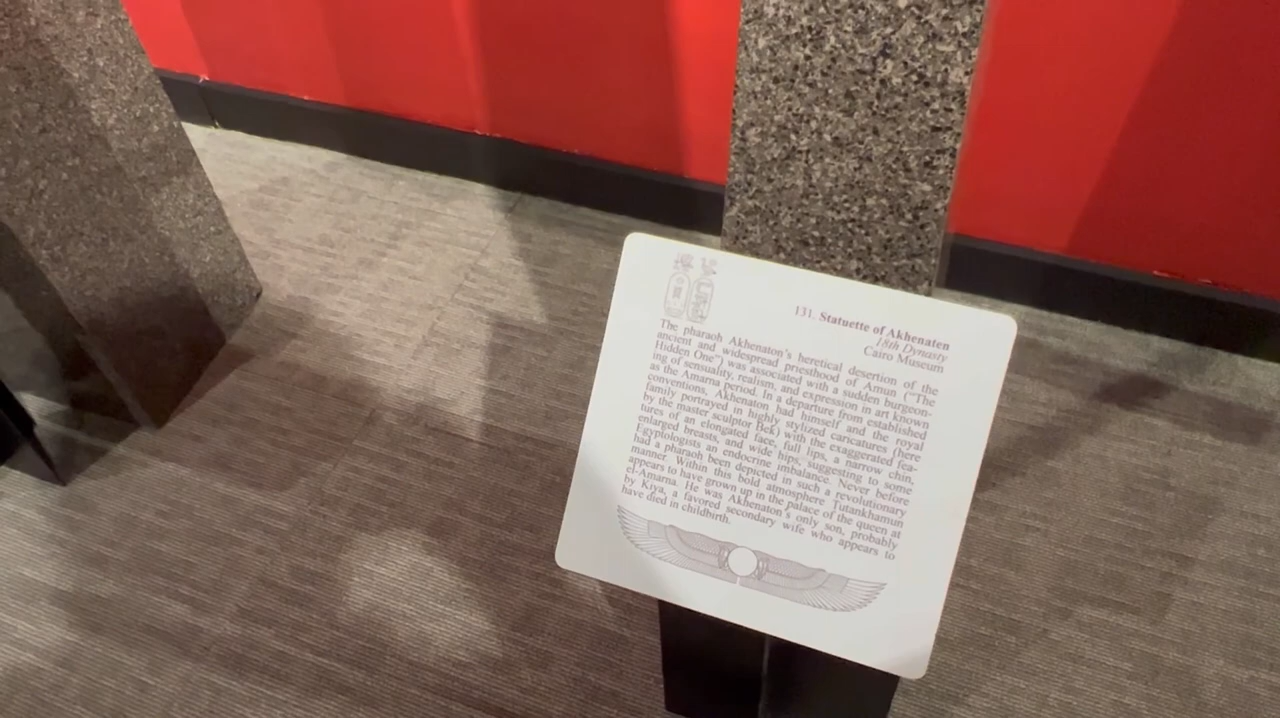 131. Statuette of Akhenaten
18th Dynasty
Cairo Museum
The pharaoh Akhenaton's heretical desertion of the
ancient and widespread priesthood of Amun ("The
Hidden One") was associated with a sudden burgeon-
ing of sensuality, realism, and expression in art known
as the Amarna period. In a departure from established
conventions, Akhenaton had himself and the royal
family portrayed in highly stylized caricatures (here
by the master sculptor Bek) with the exaggerated fea-
tures of an elongated face, full lips, a narrow chin,
enlarged breasts, and wide hips, suggesting to some
Egyptologists an endocrine imbalance. Never before
had a pharaoh been depicted in such a revolutionary
manner. Within this bold atmosphere Tutankhamun
appears to have grown up in the palace of the queen at
el-Amarna. He was Akhenaton's only son, probably
by Kiya, a favored secondary wife who appears to
have died in childbirth.